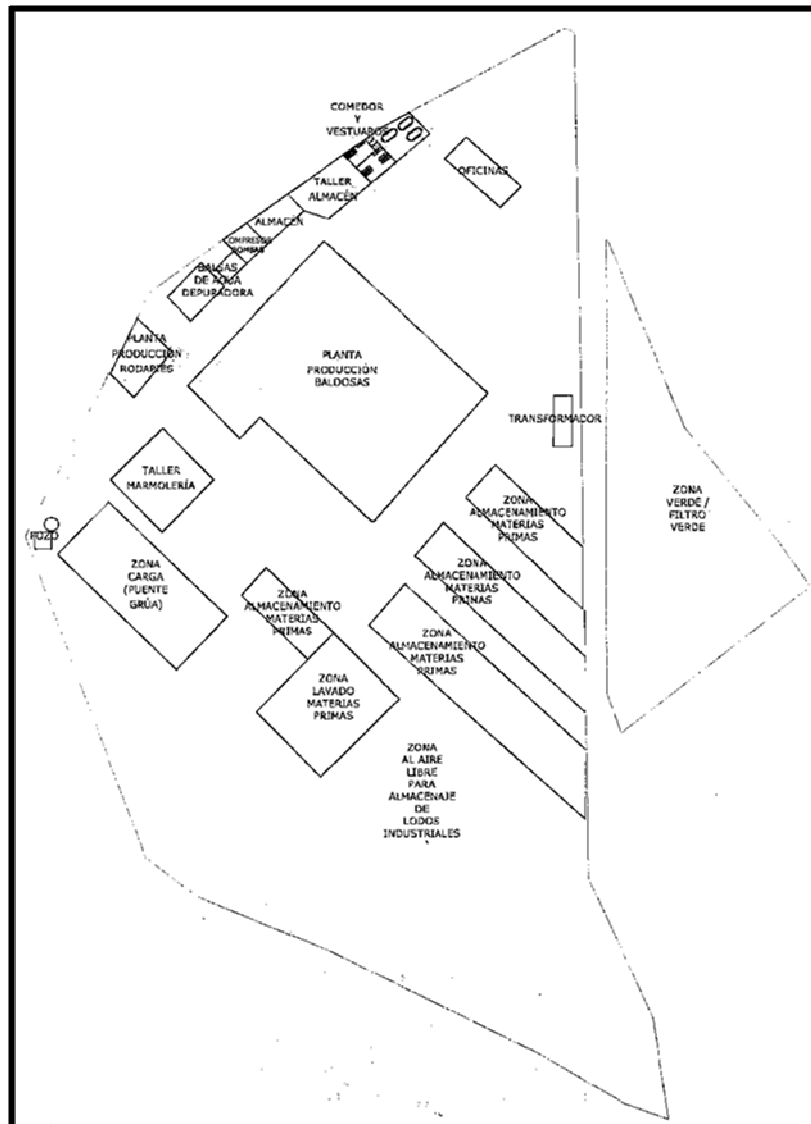 COMEDOR
Y
VESTUARIOS
OFICINAS
TALLER
ALMACÉN
ALMACÉN
BALSAS
DE AGUA
DEPURADORA
PLANTA
PRODUCCIÓN
RODAPIÉS
PLANTA
PRODUCCIÓN
BALDOSAS
TRANSFORMADOR
TALLER
MARMOLERÍA
ZONA
VERDE /
FILTRO
VERDE
ZONA
ALMACENAMIENTO
MATERIAS
PRIMAS
POZO
ZONA
CARGA
(PUENTE
GRÚA)
ZONA
ALMACENAMIENTO
MATERIAS
PRIMAS
ZONA
ALMACENAMIENTO
MATERIAS
PRIMAS
ZONA
ALMACENAMIENTO
MATERIAS
PRIMAS
ZONA
LAVADO
MATERIAS
PRIMAS
ZONA
AL AIRE
LIBRE
PARA
ALMACENAJE
DE
LODOS
INDUSTRIALES